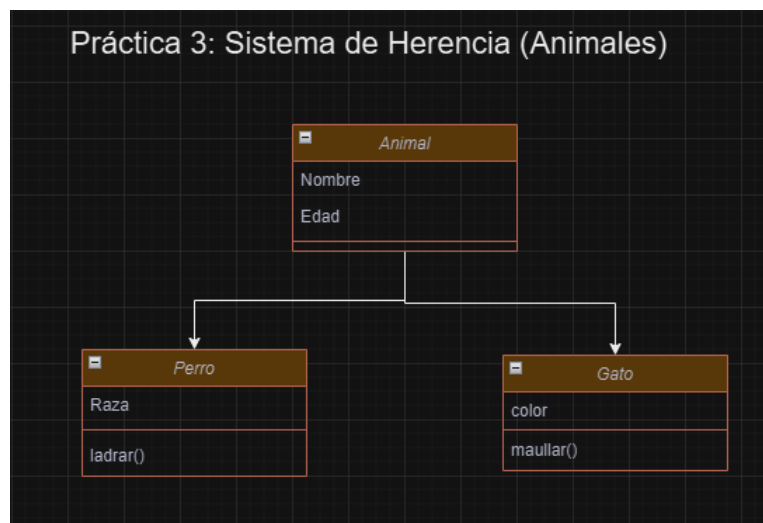 Práctica 3: Sistema de Herencia (Animales)
Animal
Nombre
Edad
Perro
Raza
ladrar()
Gato
color
maullar()